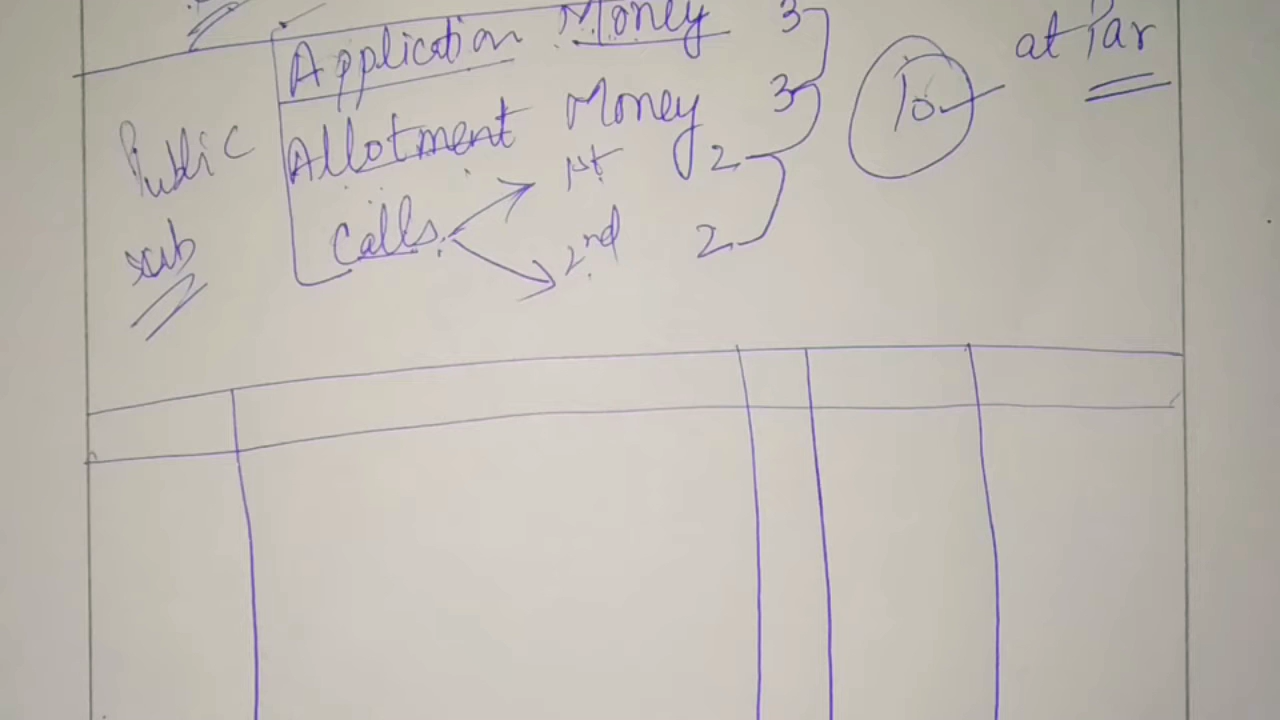 Application Money 3
at Par
10
Allotment Money 3
Public
1st 2
Calls
sub
2nd 2